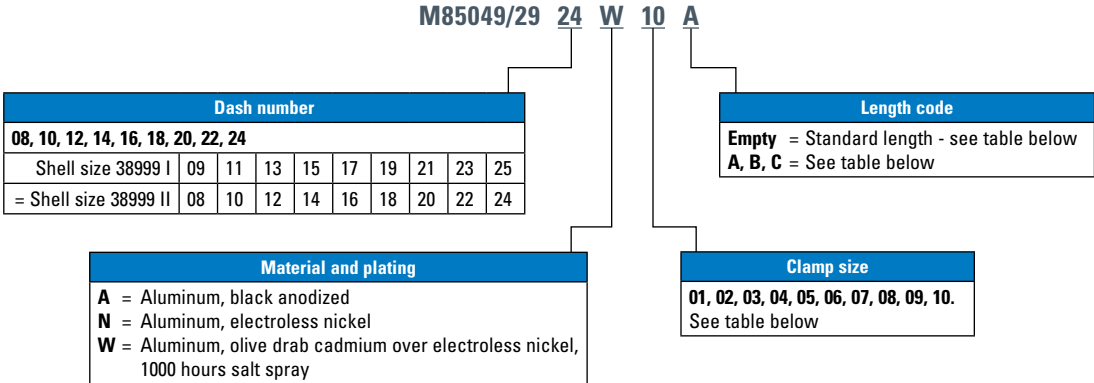 M85049/29 24 W 10 A
Dash number
08, 10, 12, 14, 16, 18, 20, 22, 24
Shell size 38999 I 09 11 13 15 17 19 21 23 25
= Shell size 38999 II 08 10 12 14 16 18 20 22 24
Length code
Empty = Standard length - see table below
A, B, C = See table below
Material and plating
A = Aluminum, black anodized
N = Aluminum, electroless nickel
W = Aluminum, olive drab cadmium over electroless nickel,
1000 hours salt spray
Clamp size
01, 02, 03, 04, 05, 06, 07, 08, 09, 10.
See table below